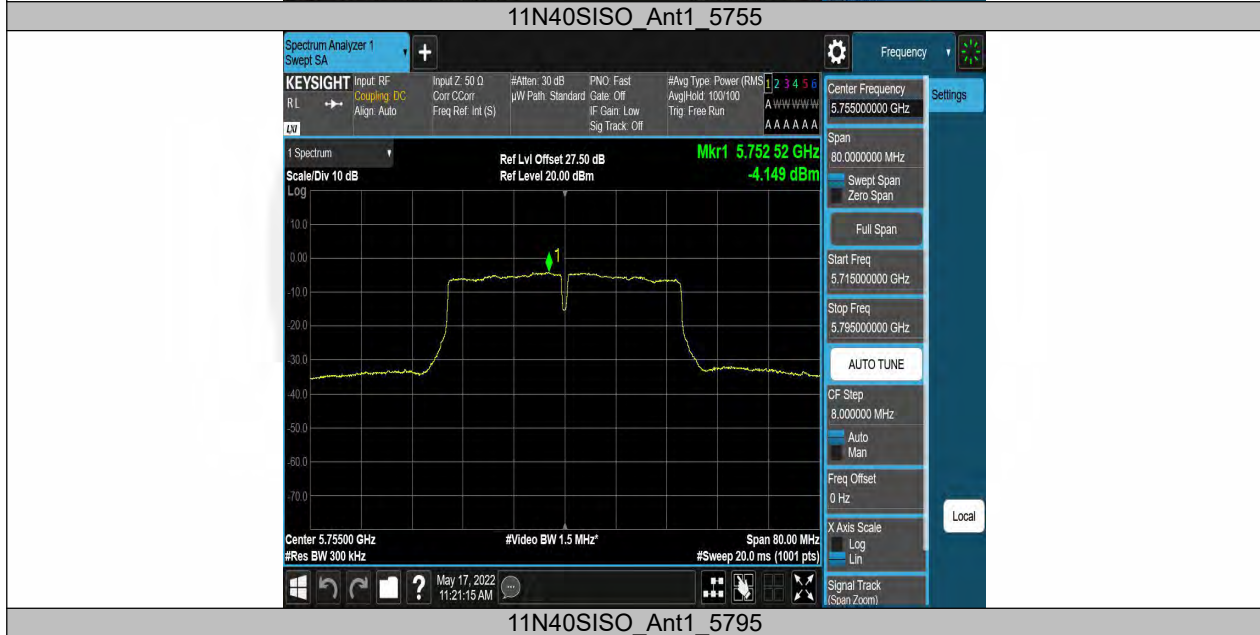 11N40SISO_Ant1_5755
Spectrum Analyzer 1
Swept SA
+
Frequency
KEYSIGHT
RL
LXI
Input: RF
Coupling: DC
Align: Auto
Input Z: 50 Ω
Corr CCorr
Freq Ref: Int (S)
#Atten: 30 dB
µW Path: Standard
PNO: Fast
Gate: Off
IF Gain: Low
Sig Track: Off
#Avg Type: Power (RMS
Avg|Hold: 100/100
Trig: Free Run
1 2 3 4 5 6
A W W W W W
A A A A A A
Center Frequency
5.755000000 GHz
Settings
Span
80.0000000 MHz
Swept Span
Zero Span
Full Span
Start Freq
5.715000000 GHz
Stop Freq
5.795000000 GHz
AUTO TUNE
CF Step
8.000000 MHz
Auto
Man
Freq Offset
0 Hz
X Axis Scale
Log
Lin
Signal Track
(Span Zoom)
Local
1 Spectrum
Scale/Div 10 dB
Log
Ref Lvl Offset 27.50 dB
Ref Level 20.00 dBm
Mkr1 5.752 52 GHz
-4.149 dBm
1
10.0
0.00
-10.0
-20.0
-30.0
-40.0
-50.0
-60.0
-70.0
Center 5.75500 GHz
#Res BW 300 kHz
#Video BW 1.5 MHz*
Span 80.00 MHz
#Sweep 20.0 ms (1001 pts)
?
May 17, 2022
11:21:15 AM
11N40SISO_Ant1_5795